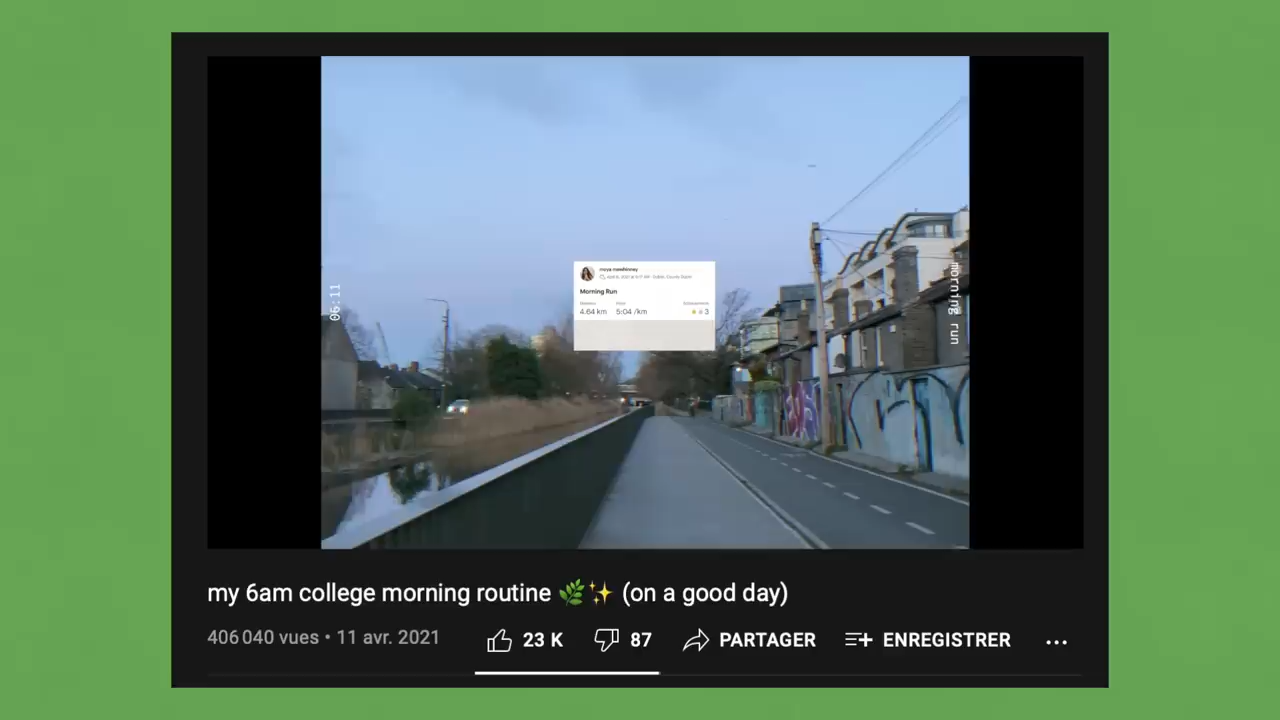 06:11
moya mawhinney
Morning Run
4.64 km 5:04 /km 3
morning run
my 6am college morning routine 🌿✨ (on a good day)
406 040 vues • 11 avr. 2021 23 K 87 PARTAGER ENREGISTRER ...